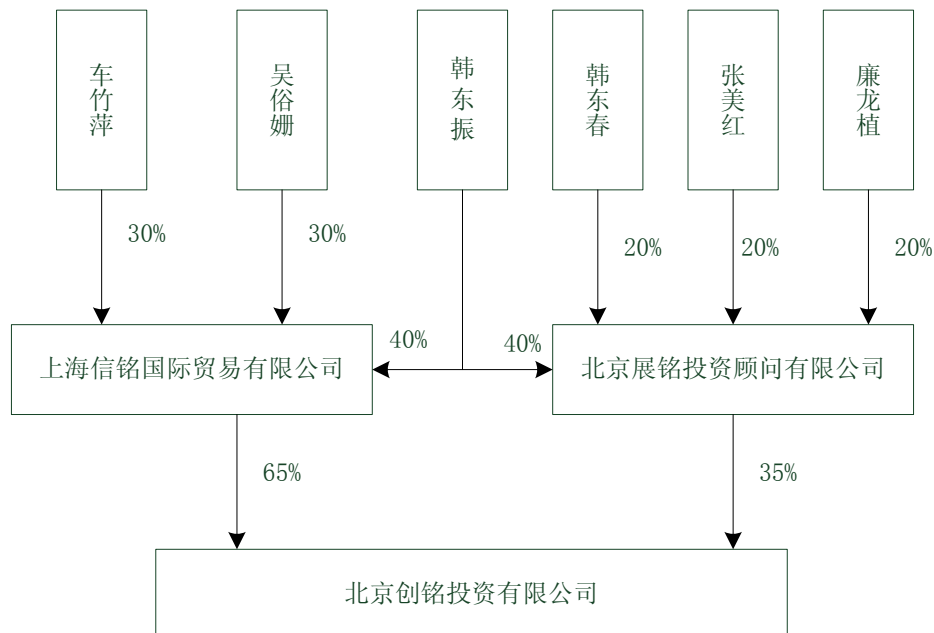 车竹萍
吴俊姗
韩东振
韩东春
张美红
廉龙植
30%
30%
20%
20%
20%
40%
40%
上海信铭国际贸易有限公司
北京展铭投资顾问有限公司
65%
35%
北京创铭投资有限公司